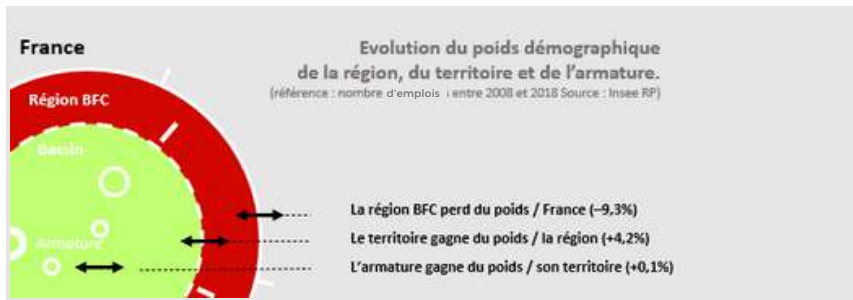 France
Evolution du poids démographique
de la région, du territoire et de l'armature.
(référence : nombre d'emplois entre 2008 et 2018 Source : Insee RP)
Région BFC
Bassin
La région BFC perd du poids / France (–9,3%)
Le territoire gagne du poids / la région (+4,2%)
Armature
L'armature gagne du poids / son territoire (+0,1%)